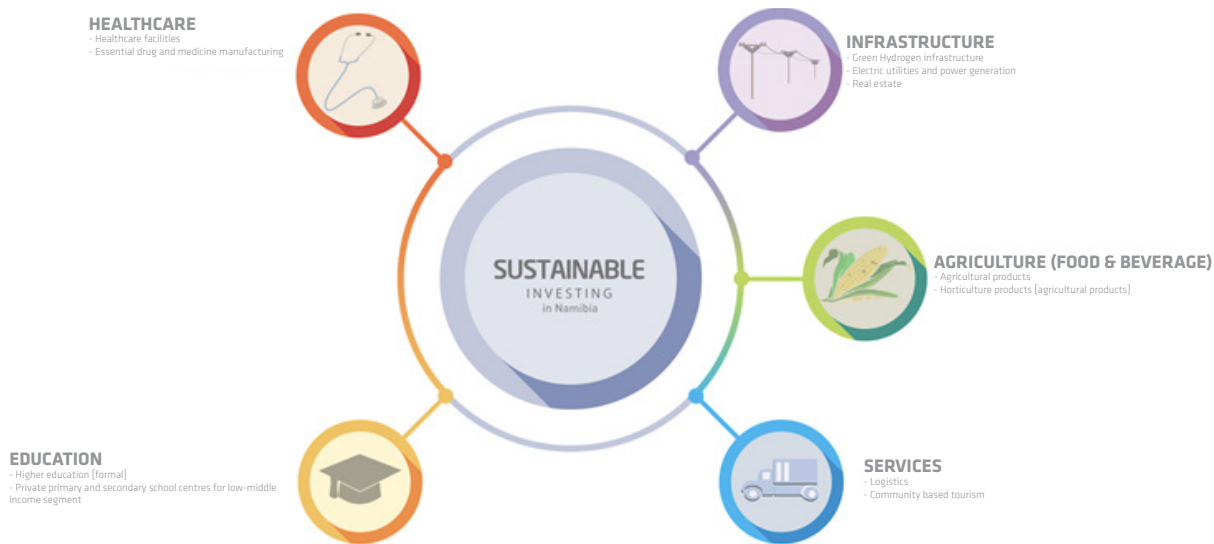 HEALTHCARE
- Healthcare facilities
- Essential drug and medicine manufacturing
INFRASTRUCTURE
- Green Hydrogen infrastructure
- Electric utilities and power generation
- Real estate
SUSTAINABLE
INVESTING
in Namibia
AGRICULTURE (FOOD & BEVERAGE)
- Agricultural products
- Horticulture products [agricultural products]
EDUCATION
- Higher education [formal]
- Private primary and secondary school centres for low-middle
income segment
SERVICES
- Logistics
- Community based tourism